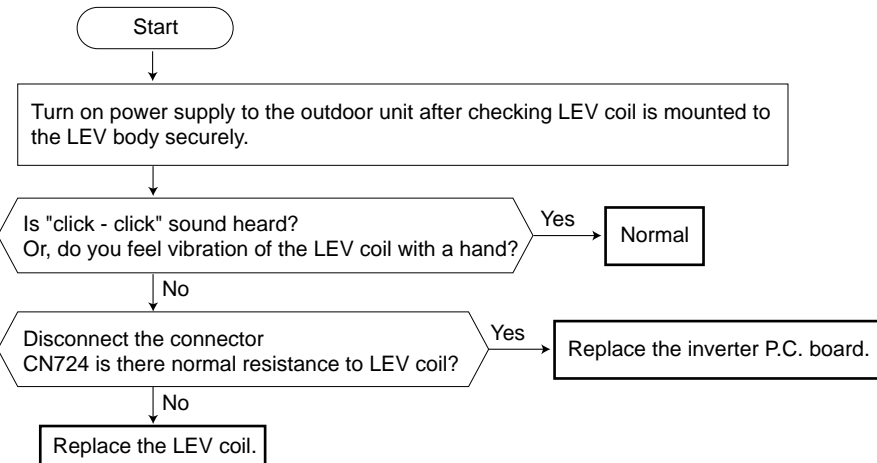 Start
Turn on power supply to the outdoor unit after checking LEV coil is mounted to
the LEV body securely.
Is "click - click" sound heard?
Or, do you feel vibration of the LEV coil with a hand?
Yes
Normal
No
Disconnect the connector
CN724 is there normal resistance to LEV coil?
Yes
Replace the inverter P.C. board.
No
Replace the LEV coil.